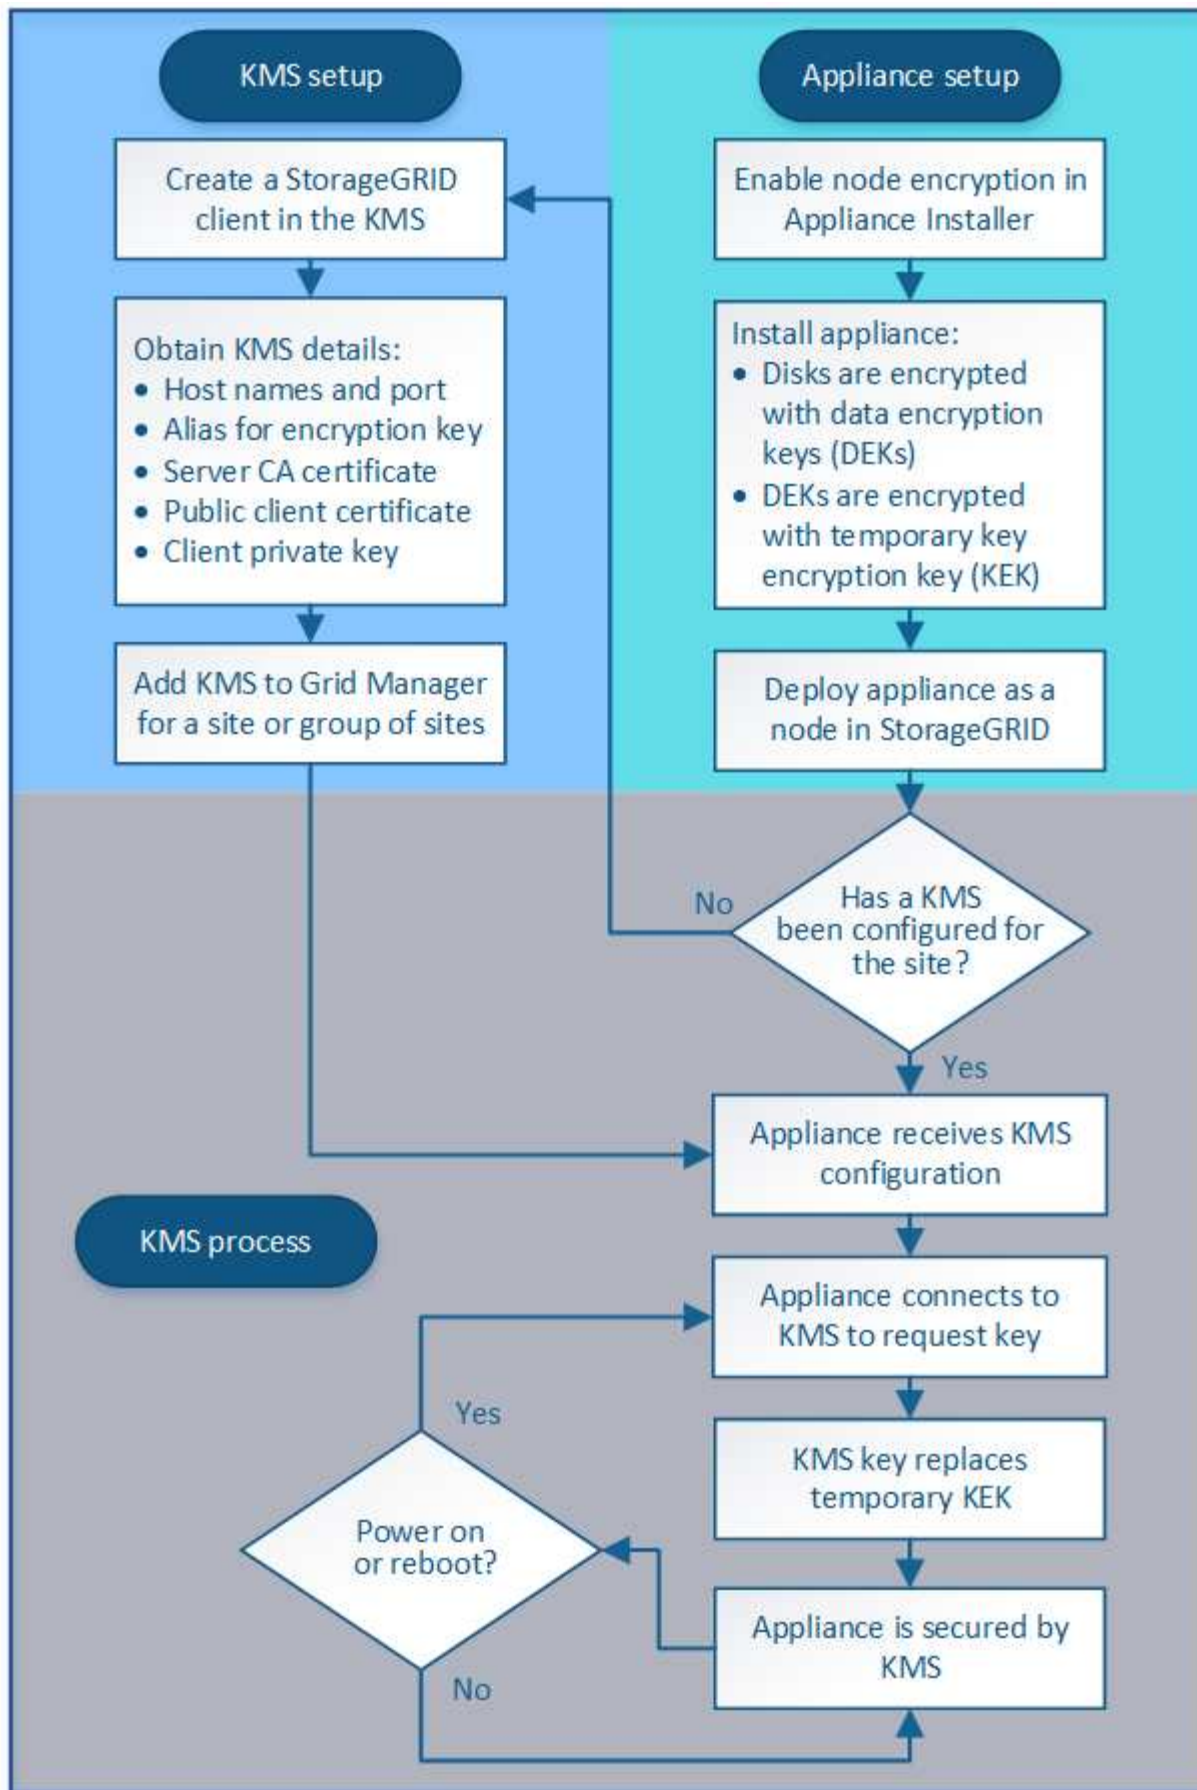 KMS setup
Create a StorageGRID
client in the KMS
Obtain KMS details:
• Host names and port
• Alias for encryption key
• Server CA certificate
• Public client certificate
• Client private key
Add KMS to Grid Manager
for a site or group of sites
Appliance setup
Enable node encryption in
Appliance Installer
Install appliance:
• Disks are encrypted
with data encryption
keys (DEKs)
• DEKs are encrypted
with temporary key
encryption key (KEK)
Deploy appliance as a
node in StorageGRID
Has a KMS
been configured for
the site?
No
Yes
Appliance receives KMS
configuration
KMS process
Appliance connects to
KMS to request key
KMS key replaces
temporary KEK
Appliance is secured by
KMS
Power on
or reboot?
Yes
No